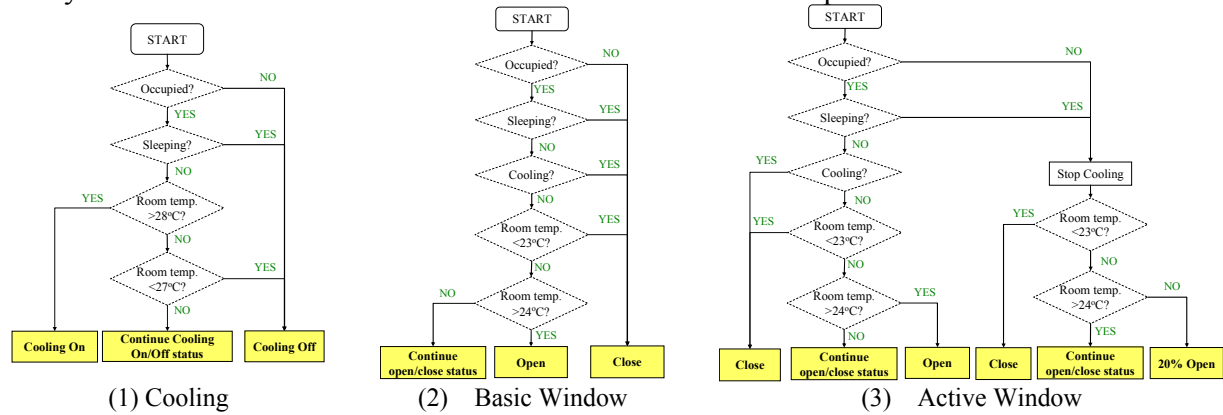 START
Occupied?
NO
YES
Sleeping?
YES
NO
YES
Room temp.
>28°C?
NO
Room temp.
<27°C?
YES
NO
Cooling On
Continue Cooling
On/Off status
Cooling Off
(1) Cooling
START
Occupied?
NO
YES
Sleeping?
YES
NO
Cooling?
YES
NO
Room temp.
<23°C?
YES
NO
NO
Room temp.
>24°C?
YES
Continue
open/close status
Open
Close
(2) Basic Window
START
Occupied?
NO
YES
Sleeping?
YES
NO
YES
Cooling?
NO
YES
Room temp.
<23°C?
NO
Room temp.
>24°C?
YES
NO
Close
Continue
open/close status
Open
Stop Cooling
YES
Room temp.
<23°C?
NO
Room temp.
>24°C?
NO
YES
Close
Continue
open/close status
20% Open
(3) Active Window